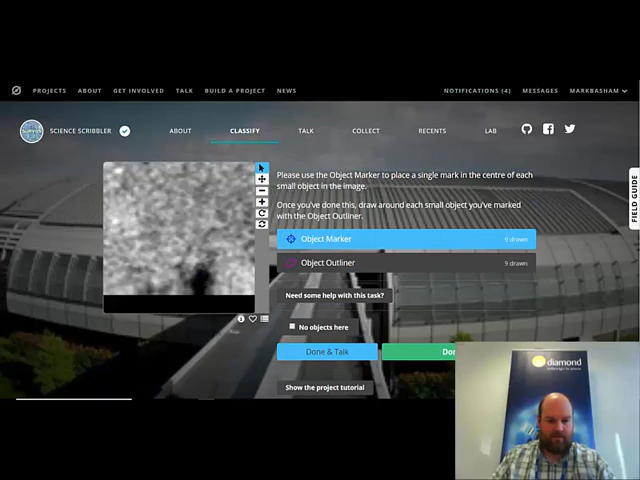 PROJECTS ABOUT GET INVOLVED TALK BUILD A PROJECT NEWS NOTIFICATIONS (4) MESSAGES MARKBASHAM
SCIENCE SCRIBBLER ABOUT CLASSIFY TALK COLLECT RECENTS LAB
Please use the Object Marker to place a single mark in the centre of each
small object in the image.
Once you've done this, draw around each small object you've marked
with the Object Outliner.
FIELD GUIDE
Object Marker 9 drawn
Object Outliner 9 drawn
Need some help with this task?
No objects here
Done & Talk Don
Show the project tutorial
diamond